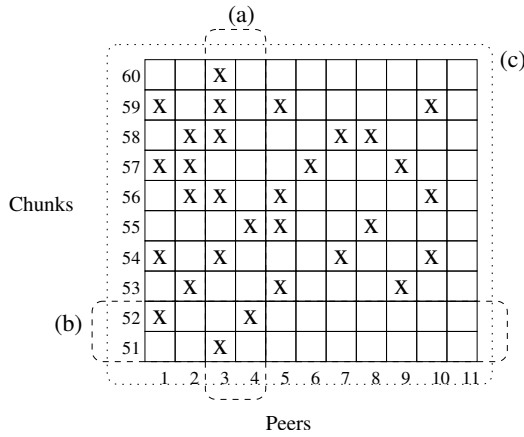 (a)
(c)
60 X
59 X X X X
58 X X X X
57 X X X X
Chunks
56 X X X X
55 X X X
54 X X X X
53 X X X
(b)
52 X X
51 X
1 2 3 4 5 6 7 8 9 10 11
Peers